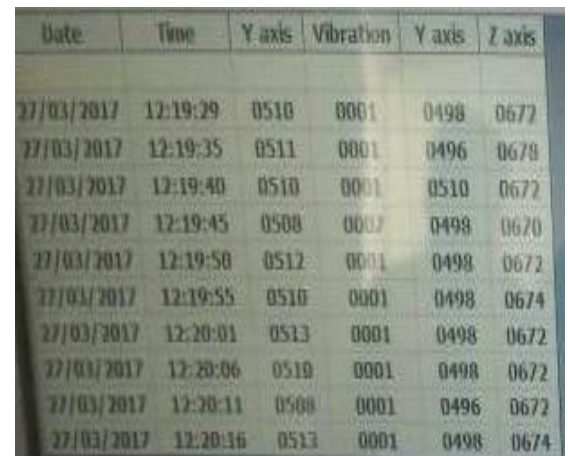 Date Time Y axis Vibration Y axis Z axis
27/03/2017 12:19:29 0510 0001 0498 0672
27/03/2017 12:19:35 0511 0001 0496 0678
27/03/2017 12:19:40 0510 0001 0510 0672
27/03/2017 12:19:45 0508 0002 0498 0670
27/03/2017 12:19:50 0512 0001 0498 0672
27/03/2017 12:19:55 0510 0001 0498 0674
27/03/2017 12:20:01 0513 0001 0498 0672
27/03/2017 12:20:06 0510 0001 0498 0672
27/03/2017 12:20:11 0508 0001 0496 0672
27/03/2017 12:20:16 0513 0001 0498 0674